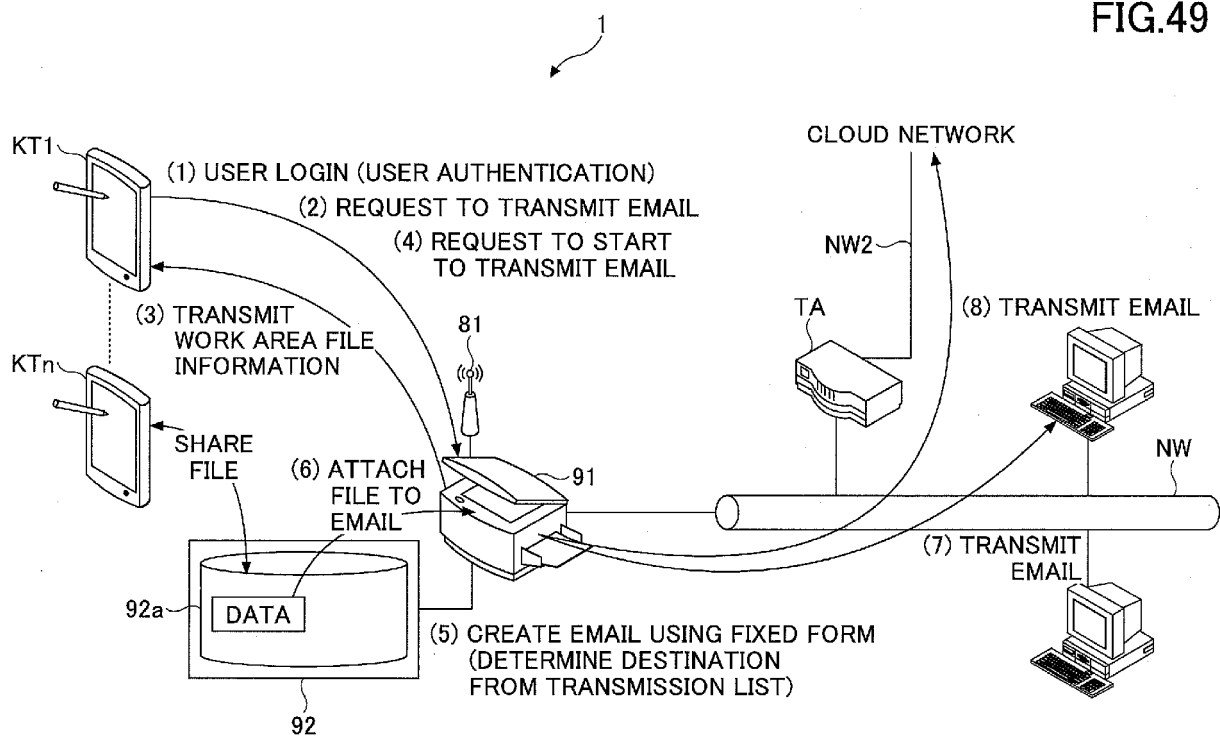 FIG.49
1
KT1
(1) USER LOGIN (USER AUTHENTICATION)
(2) REQUEST TO TRANSMIT EMAIL
(4) REQUEST TO START
TO TRANSMIT EMAIL
(3) TRANSMIT
WORK AREA FILE
INFORMATION
KTn
SHARE
FILE
81
(6) ATTACH
FILE TO
EMAIL
91
92a
DATA
92
(5) CREATE EMAIL USING FIXED FORM
(DETERMINE DESTINATION
FROM TRANSMISSION LIST)
CLOUD NETWORK
NW2
TA
(8) TRANSMIT EMAIL
NW
(7) TRANSMIT
EMAIL